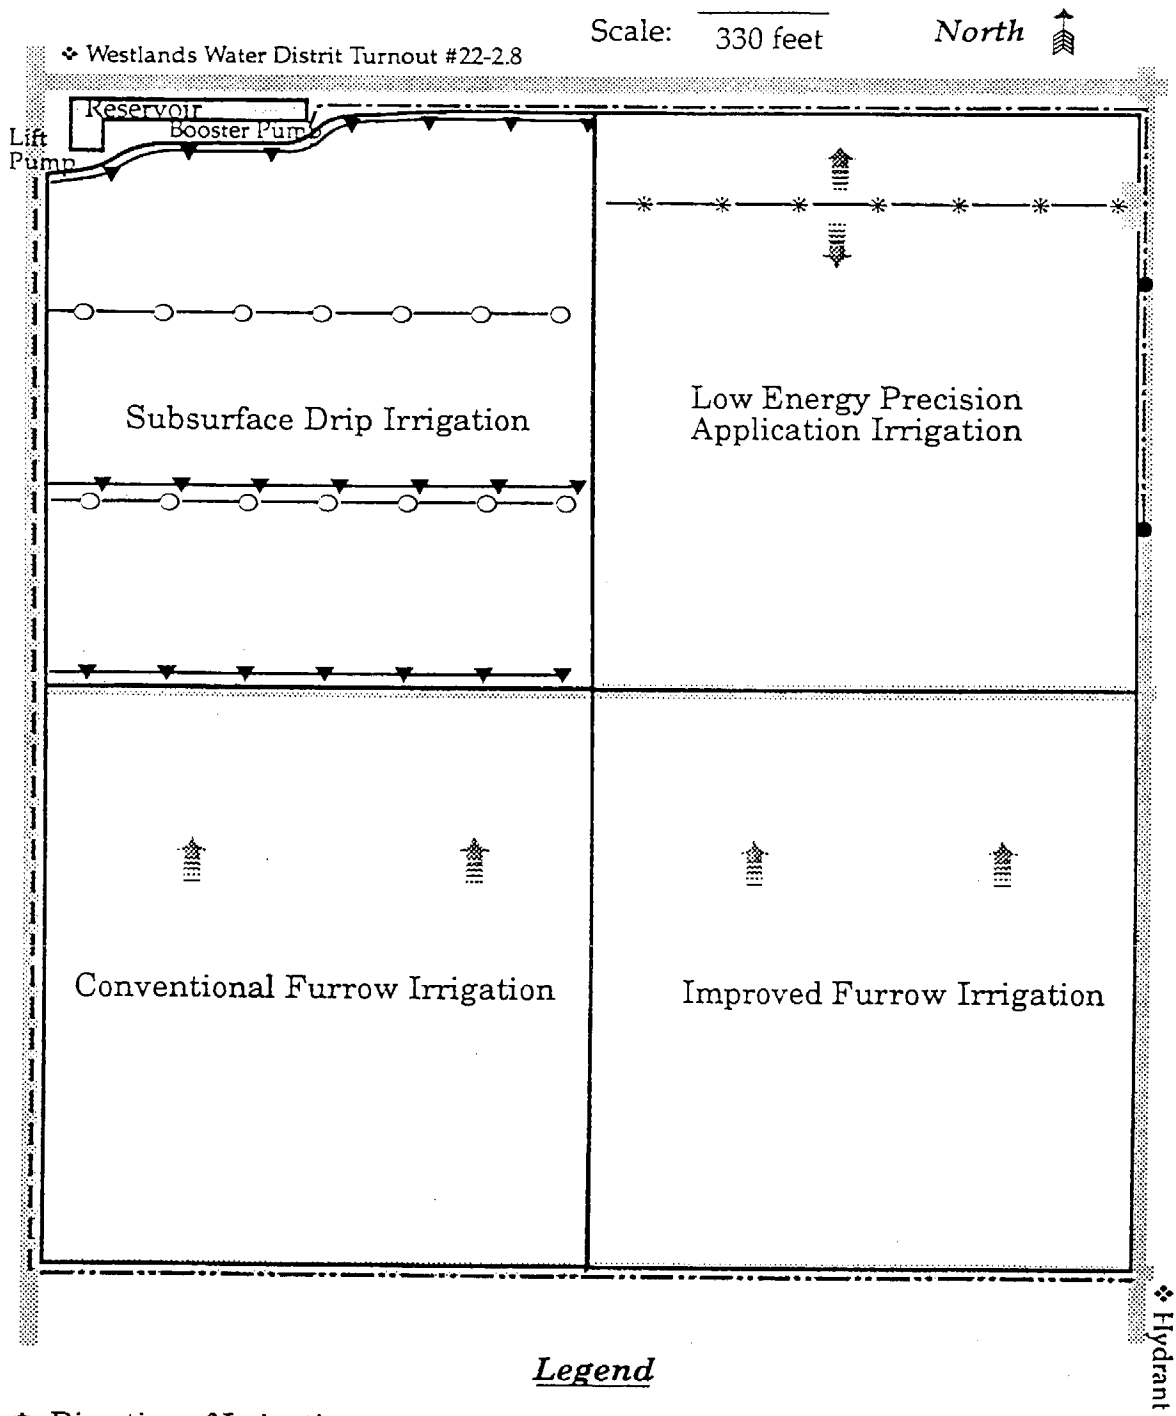 Scale: 330 feet
North
❖ Westlands Water Distrit Turnout #22-2.8
Reservoir
Booster Pump
Lift
Pump
Subsurface Drip Irrigation
Low Energy Precision
Application Irrigation
Conventional Furrow Irrigation
Improved Furrow Irrigation
❖ Hydrant
Legend